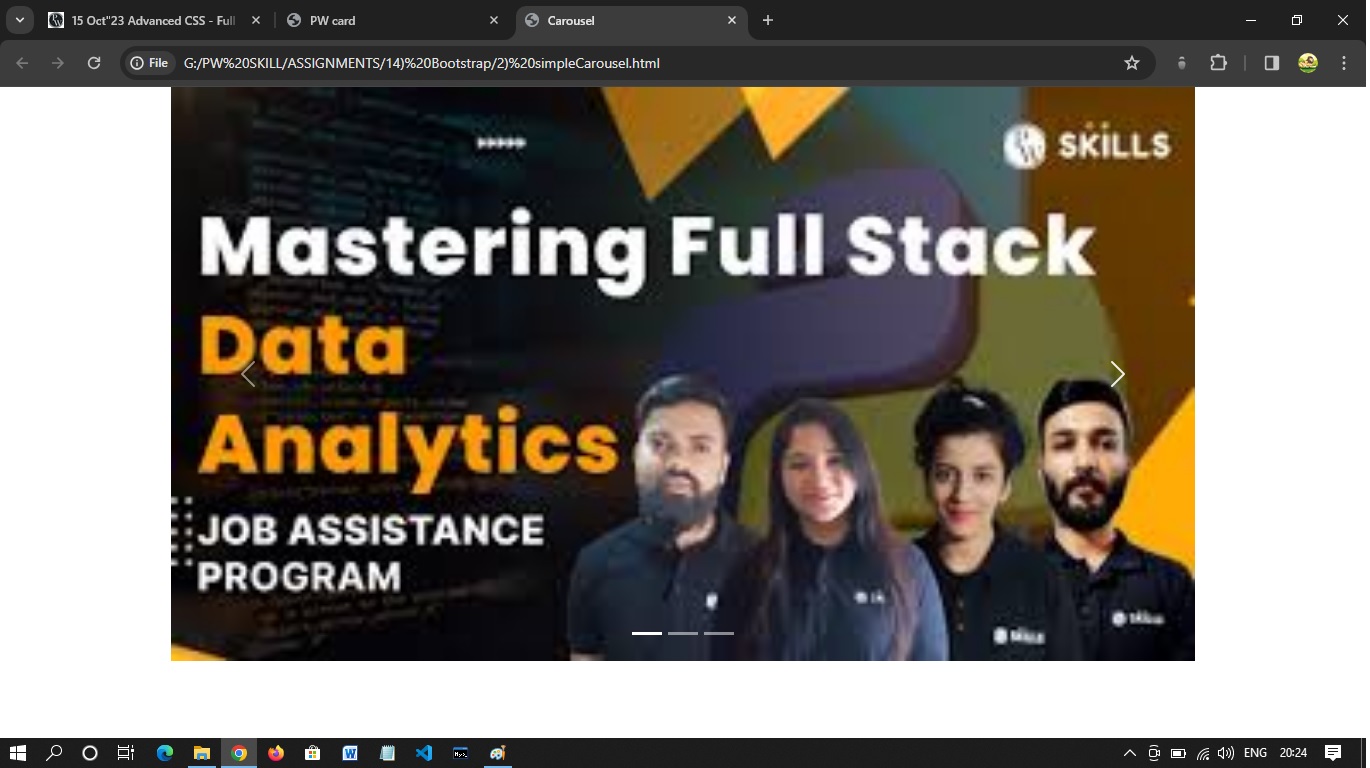 15 Oct"23 Advanced CSS - Full
PW card
Carousel
File
G:/PW%20SKILL/ASSIGNMENTS/14)%20Bootstrap/2)%20simpleCarousel.html
SKILLS
Mastering Full Stack
Data
Analytics
JOB ASSISTANCE
PROGRAM
ENG
20:24